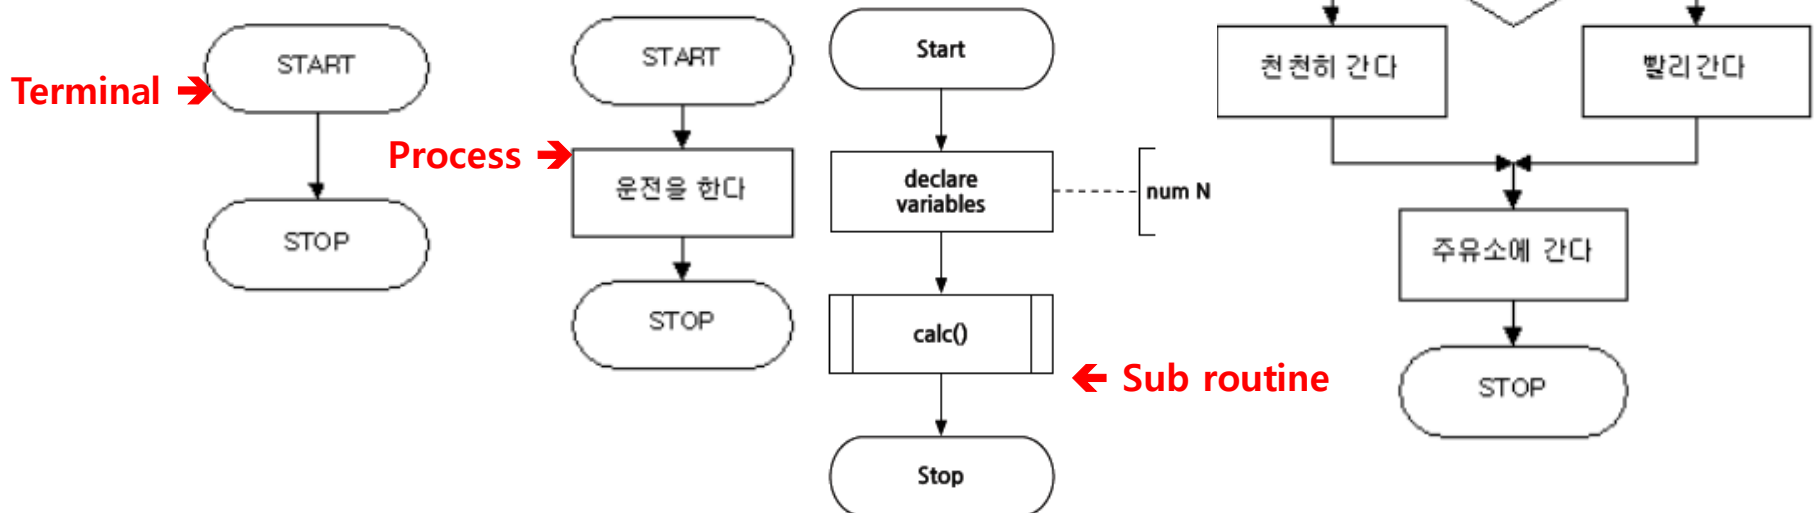 Terminal →
START
STOP
Process →
START
운전을 한다
STOP
Start
declare
variables
num N
calc()
← Sub routine
Stop
천천히 간다
빨리간다
주유소에 간다
STOP